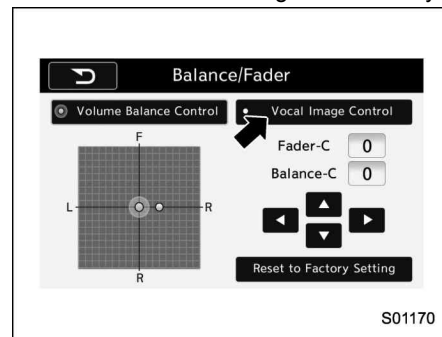 Balance/Fader
Volume Balance Control
Vocal Image Control
F
L
R
R
Fader-C 0
Balance-C 0
Reset to Factory Setting
S01170